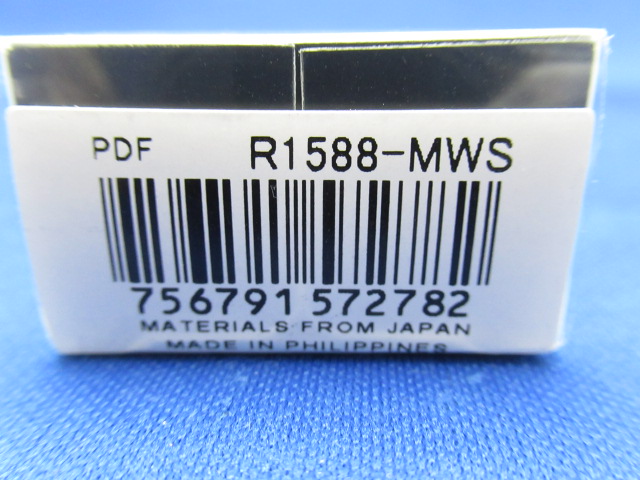 PDF R1588-MWS
756791 572782
MATERIALS FROM JAPAN
MADE IN PHILIPPINES